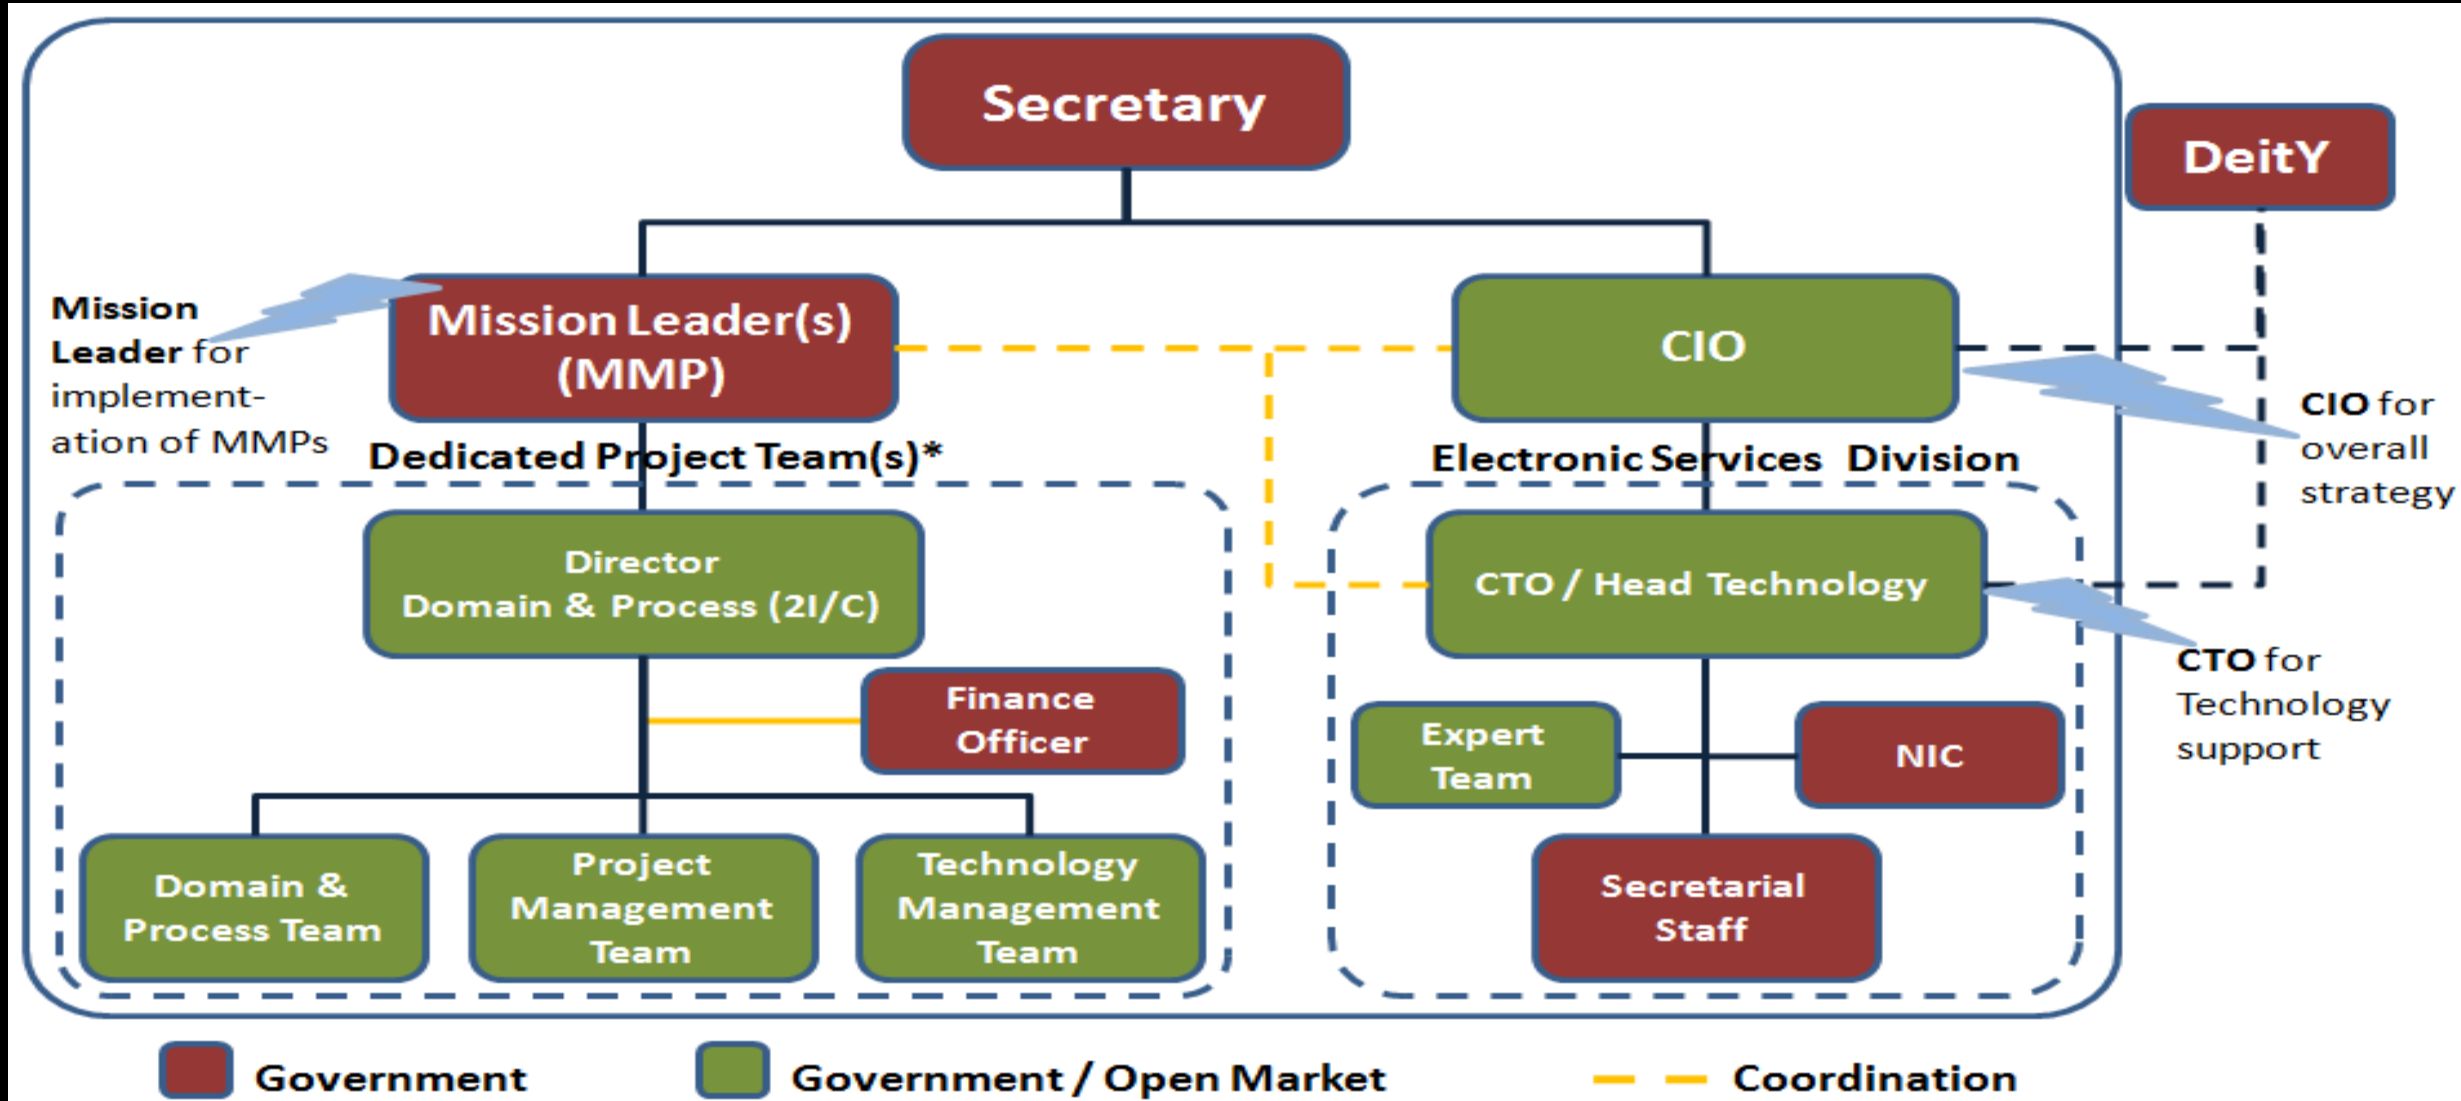 Secretary
DeitY
Mission
Leader for
implement-
ation of MMPs
Mission Leader(s)
(MMP)
CIO
CIO for
overall
strategy
Dedicated Project Team(s)*
Electronic Services Division
Director
Domain & Process (2I/C)
CTO / Head Technology
CTO for
Technology
support
Finance
Officer
Expert
Team
NIC
Domain &
Process Team
Project
Management
Team
Technology
Management
Team
Secretarial
Staff
Government
Government / Open Market
Coordination